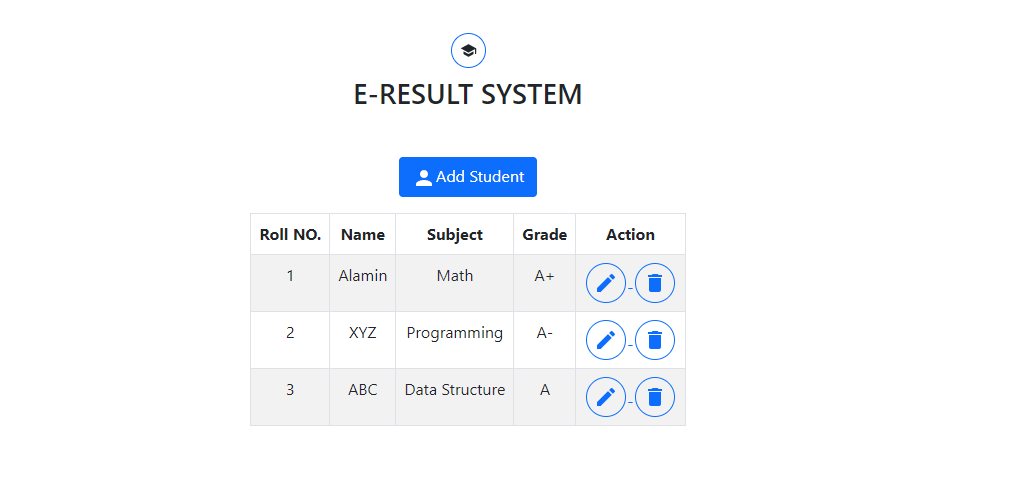 E-RESULT SYSTEM
Add Student
Roll NO. Name Subject Grade Action
1 Alamin Math A+
2 XYZ Programming A-
3 ABC Data Structure A